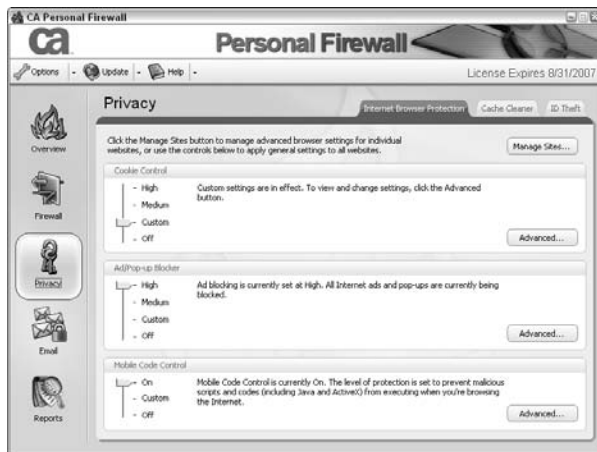 CA Personal Firewall
ca
Personal Firewall
Options
Update
Help
License Expires 8/31/2007
Overview
Firewall
Privacy
Email
Reports
Privacy
Internet Browser Protection
Cache Cleaner
ID Theft
Click the Manage Sites button to manage advanced browser settings for individual
websites, or use the controls below to apply general settings to all websites.
Manage Sites...
Cookie Control
High
Medium
Custom
Off
Custom settings are in effect. To view and change settings, click the Advanced
button.
Advanced...
Ad/Pop-up Blocker
High
Medium
Custom
Off
Ad blocking is currently set at High. All Internet ads and pop-ups are currently being
blocked.
Advanced...
Mobile Code Control
On
Custom
Off
Mobile Code Control is currently On. The level of protection is set to prevent malicious
scripts and codes (including Java and ActiveX) from executing when you're browsing
the Internet.
Advanced...